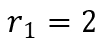 r₁ = 2